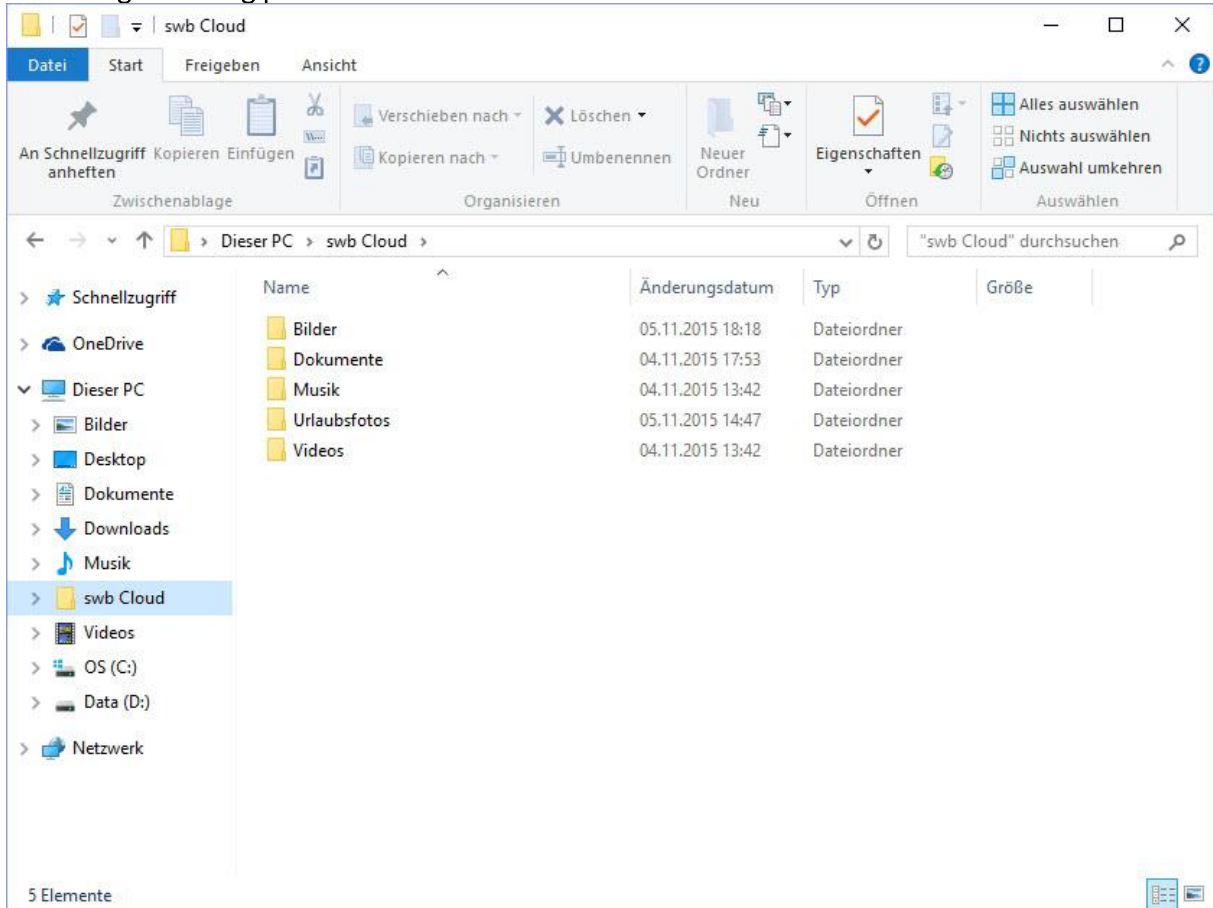 swb Cloud
Datei Start Freigeben Ansicht
An Schnellzugriff anheften
Kopieren
Einfügen
Verschieben nach
Kopieren nach
Löschen
Umbenennen
Neuer Ordner
Eigenschaften
Alles auswählen
Nichts auswählen
Auswahl umkehren
Zwischenablage Organisieren Neu Öffnen Auswählen
Dieser PC swb Cloud "swb Cloud" durchsuchen
Schnellzugriff
OneDrive
Dieser PC
Bilder
Desktop
Dokumente
Downloads
Musik
swb Cloud
Videos
OS (C:)
Data (D:)
Netzwerk
Name Änderungsdatum Typ Größe
Bilder 05.11.2015 18:18 Dateiordner
Dokumente 04.11.2015 17:53 Dateiordner
Musik 04.11.2015 13:42 Dateiordner
Urlaubsfotos 05.11.2015 14:47 Dateiordner
Videos 04.11.2015 13:42 Dateiordner
5 Elemente